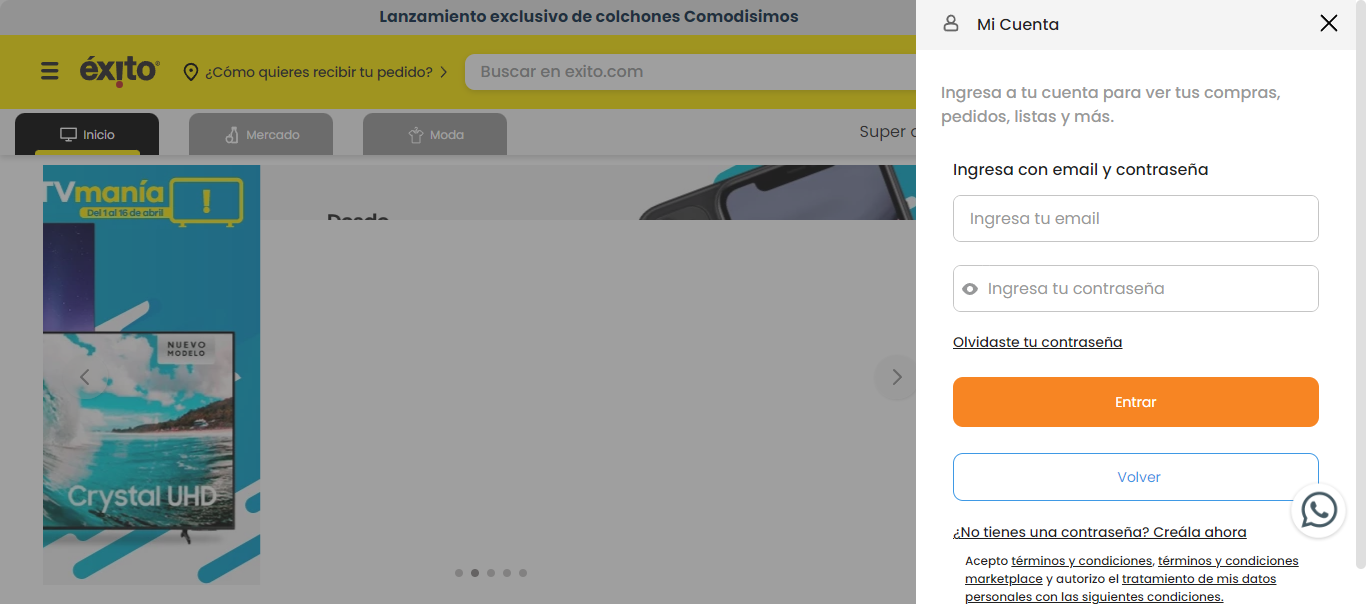 Lanzamiento exclusivo de colchones Comodisimos
éxito
¿Cómo quieres recibir tu pedido?
Buscar en exito.com
Inicio
Mercado
Moda
Super
TVmanía
Del 1 al 16 de abril
Desde
NUEVO
MODELO
Crystal UHD
Mi Cuenta
Ingresa a tu cuenta para ver tus compras,
pedidos, listas y más.
Ingresa con email y contraseña
Ingresa tu email
Ingresa tu contraseña
Olvidaste tu contraseña
Entrar
Volver
¿No tienes una contraseña? Creála ahora
Acepto términos y condiciones, términos y condiciones
marketplace y autorizo el tratamiento de mis datos
personales con las siguientes condiciones.